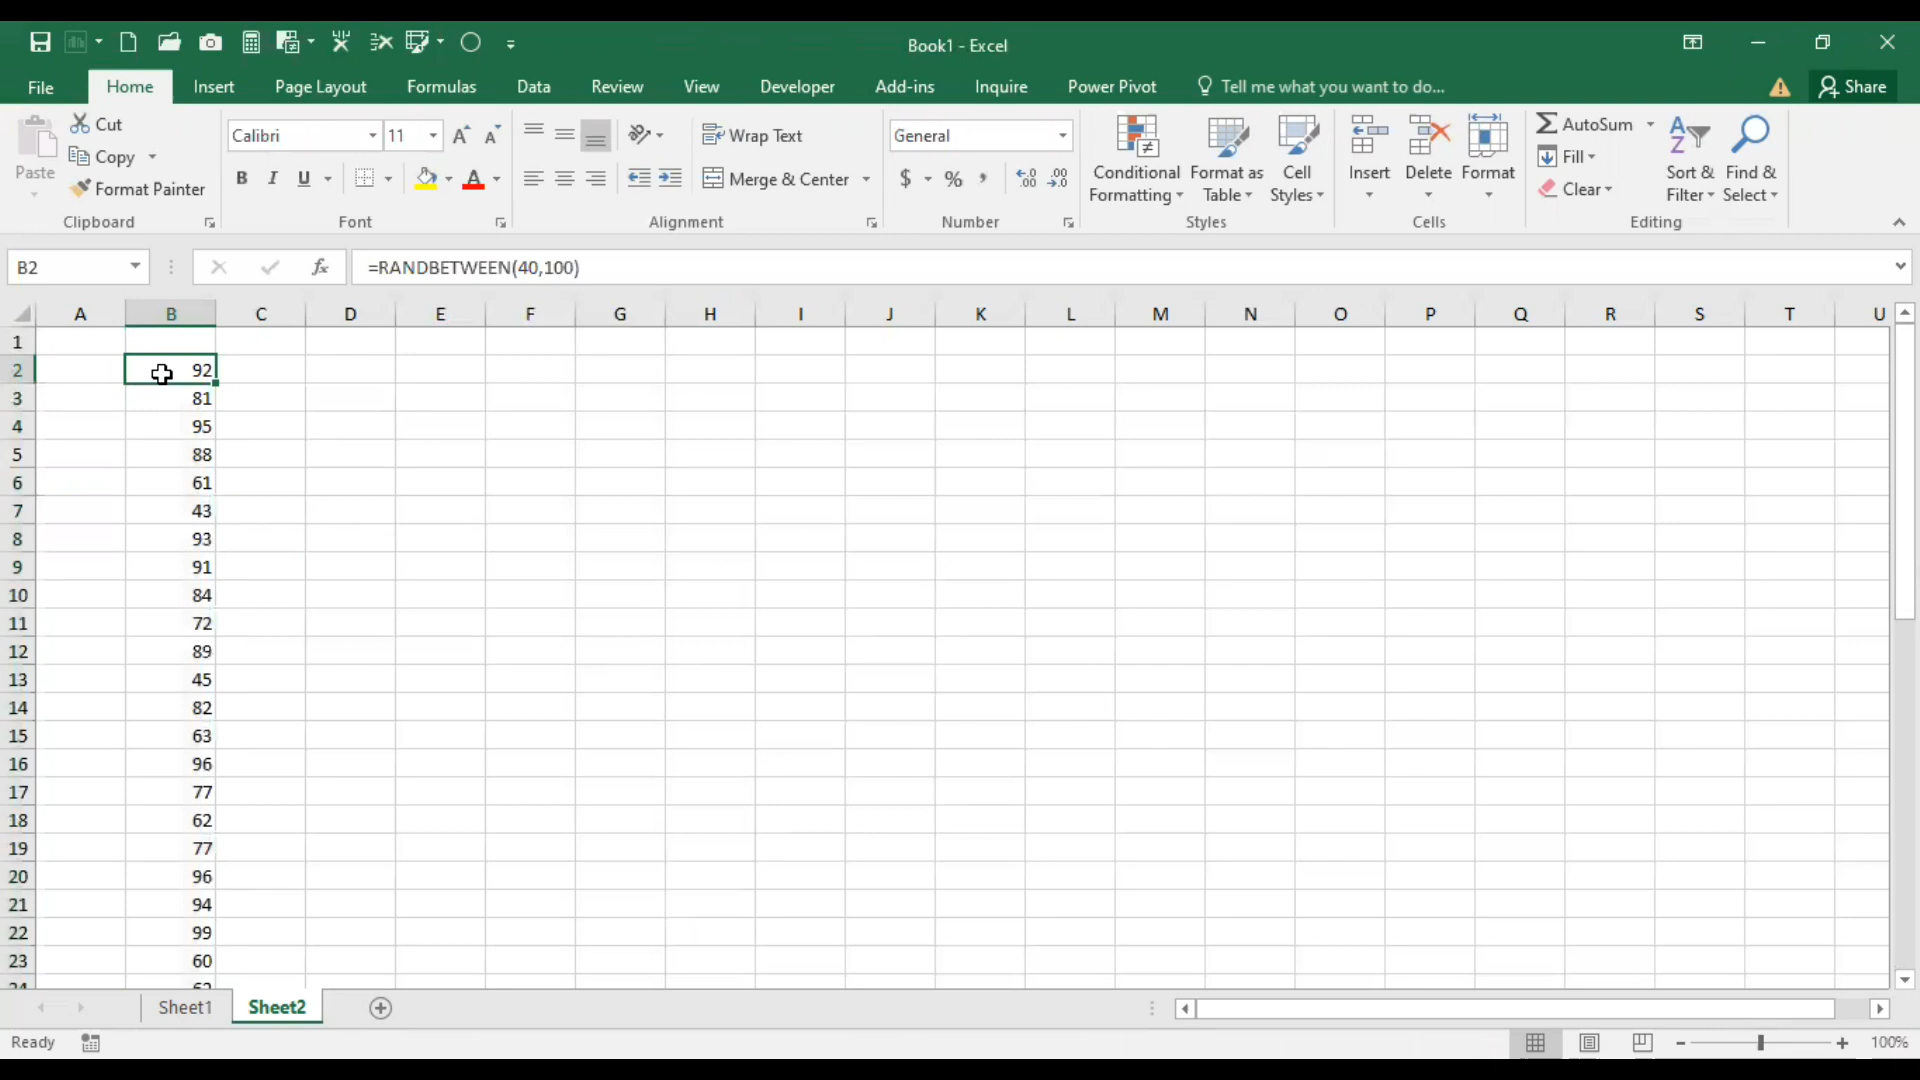 Book1 - Excel
File Home Insert Page Layout Formulas Data Review View Developer Add-ins Inquire Power Pivot Tell me what you want to do... Share
Paste
Cut
Copy
Format Painter
Clipboard
Calibri 11
B I U
Font
Wrap Text
Merge & Center
Alignment
General
$ % ,
Number
Conditional Formatting
Format as Table
Cell Styles
Styles
Insert
Delete
Format
Cells
AutoSum
Fill
Clear
Sort & Filter
Find & Select
Editing
B2 fx =RANDBETWEEN(40,100)
A B C D E F G H I J K L M N O P Q R S T U
1
2 92
3 81
4 95
5 88
6 61
7 43
8 93
9 91
10 84
11 72
12 89
13 45
14 82
15 63
16 96
17 77
18 62
19 77
20 96
21 94
22 99
23 60
24 62
Sheet1 Sheet2
Ready 100%